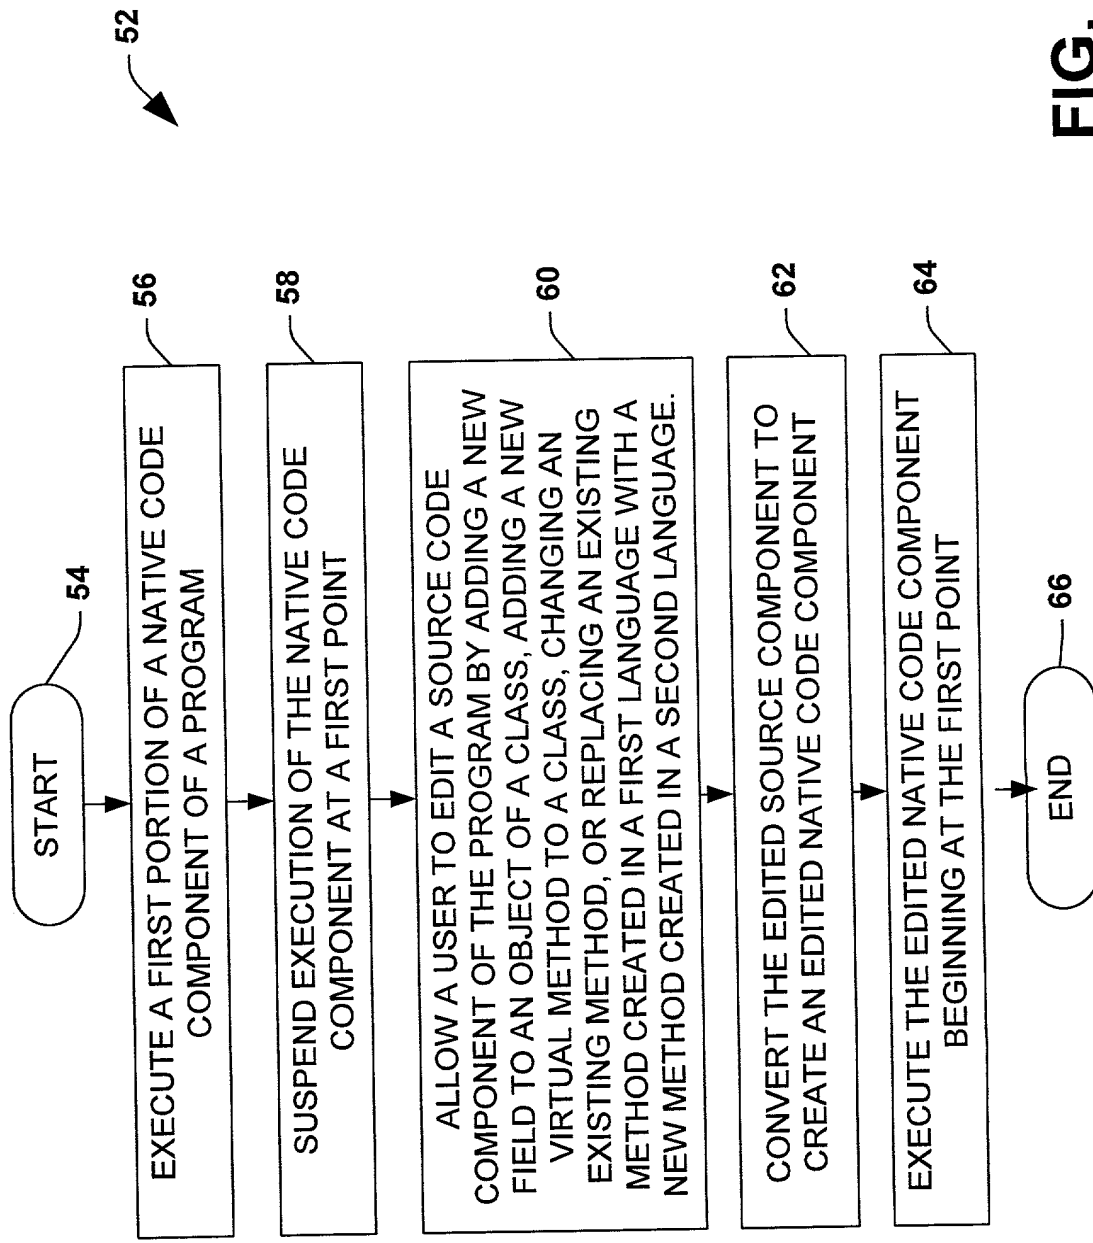 52
START
54
EXECUTE A FIRST PORTION OF A NATIVE CODE
COMPONENT OF A PROGRAM
56
SUSPEND EXECUTION OF THE NATIVE CODE
COMPONENT AT A FIRST POINT
58
ALLOW A USER TO EDIT A SOURCE CODE
COMPONENT OF THE PROGRAM BY ADDING A NEW
FIELD TO AN OBJECT OF A CLASS, ADDING A NEW
VIRTUAL METHOD TO A CLASS, CHANGING AN
EXISTING METHOD, OR REPLACING AN EXISTING
METHOD CREATED IN A FIRST LANGUAGE WITH A
NEW METHOD CREATED IN A SECOND LANGUAGE.
60
CONVERT THE EDITED SOURCE COMPONENT TO
CREATE AN EDITED NATIVE CODE COMPONENT
62
EXECUTE THE EDITED NATIVE CODE COMPONENT
BEGINNING AT THE FIRST POINT
64
END
66
FIG.